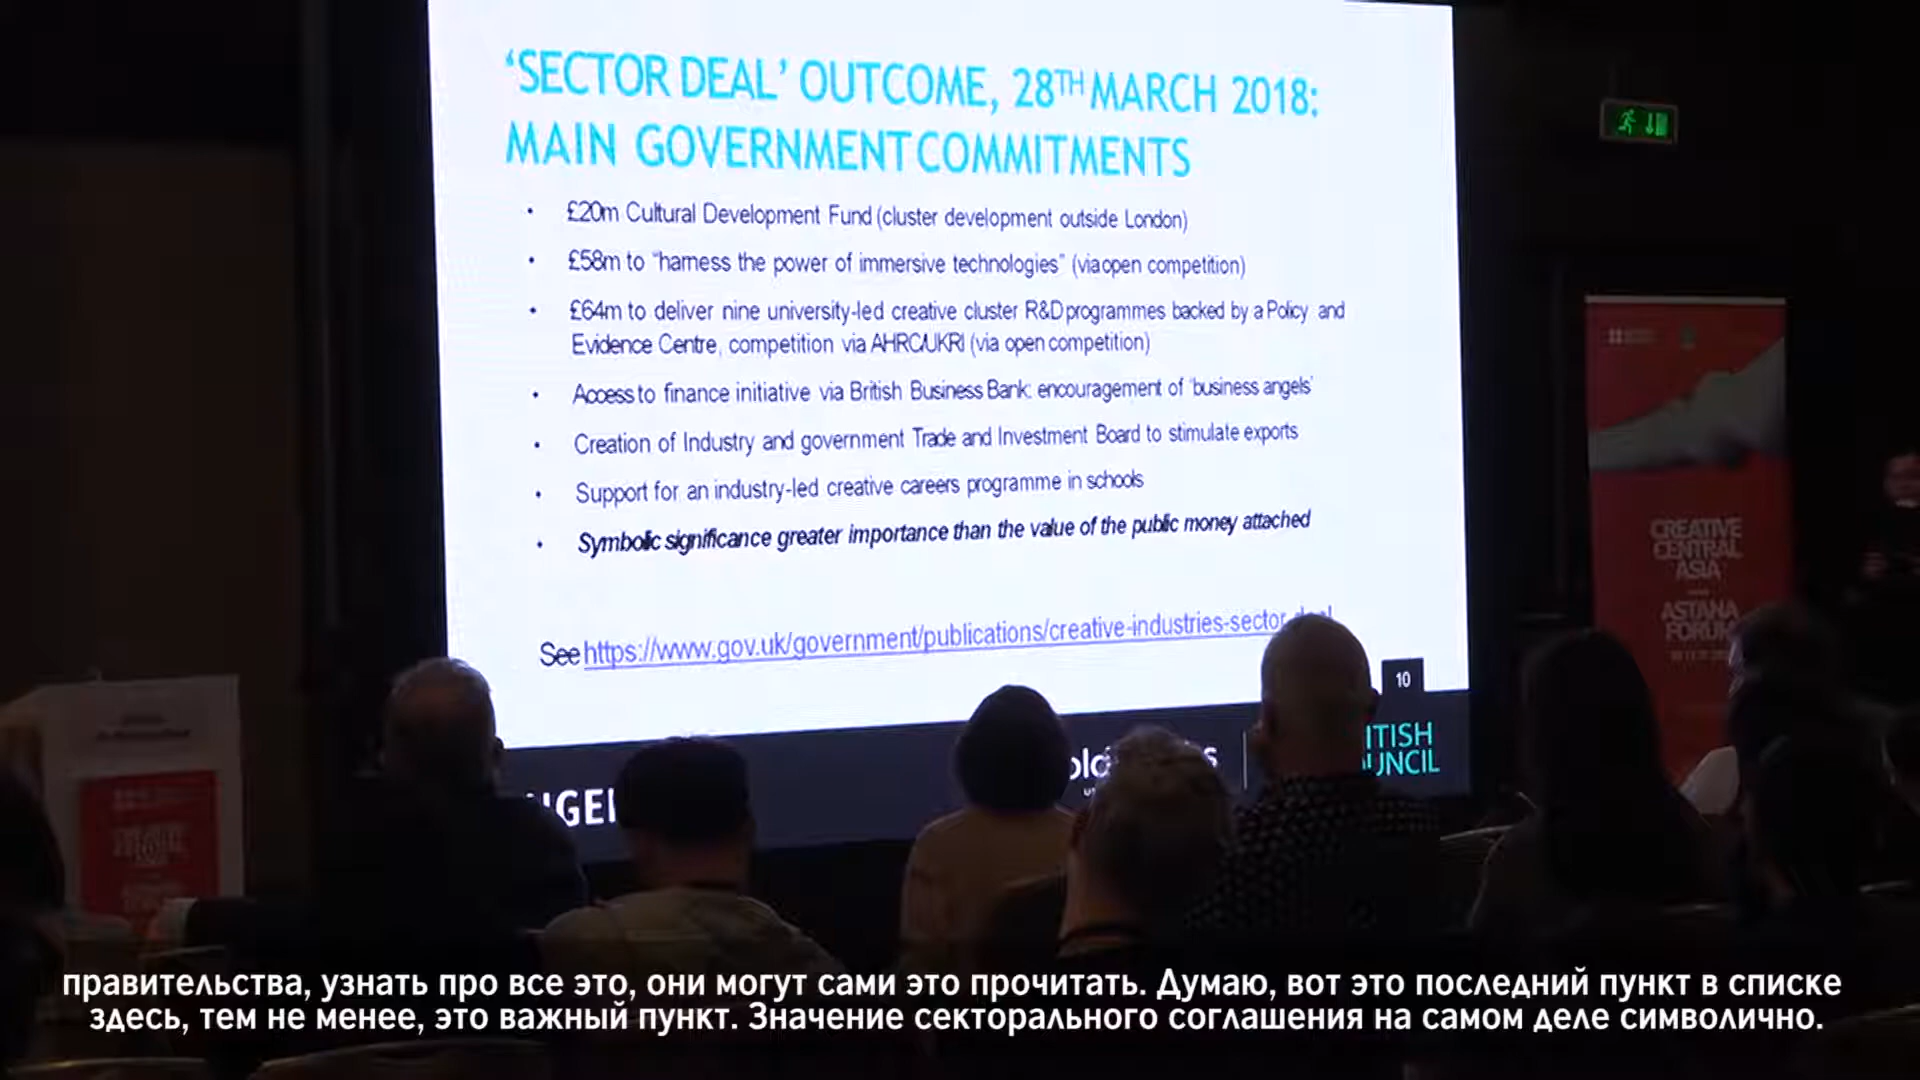 ‘SECTOR DEAL’ OUTCOME, 28TH MARCH 2018:
MAIN GOVERNMENT COMMITMENTS
• £20m Cultural Development Fund (cluster development outside London)
• £58m to “harness the power of immersive technologies” (via open competition)
• £64m to deliver nine university-led creative cluster R&D programmes backed by a Policy and
Evidence Centre, competition via AHRC/UKRI (via open competition)
• Access to finance initiative via British Business Bank: encouragement of ‘business angels’
• Creation of Industry and government Trade and Investment Board to stimulate exports
• Support for an industry-led creative careers programme in schools
• Symbolic significance greater importance than the value of the public money attached
See https://www.gov.uk/government/publications/creative-industries-sector-deal
10
CREATIVE
CENTRAL
ASIA
ASTANA
FORUM
правительства, узнать про все это, они могут сами это прочитать. Думаю, вот это последний пункт в списке
здесь, тем не менее, это важный пункт. Значение секторального соглашения на самом деле символично.